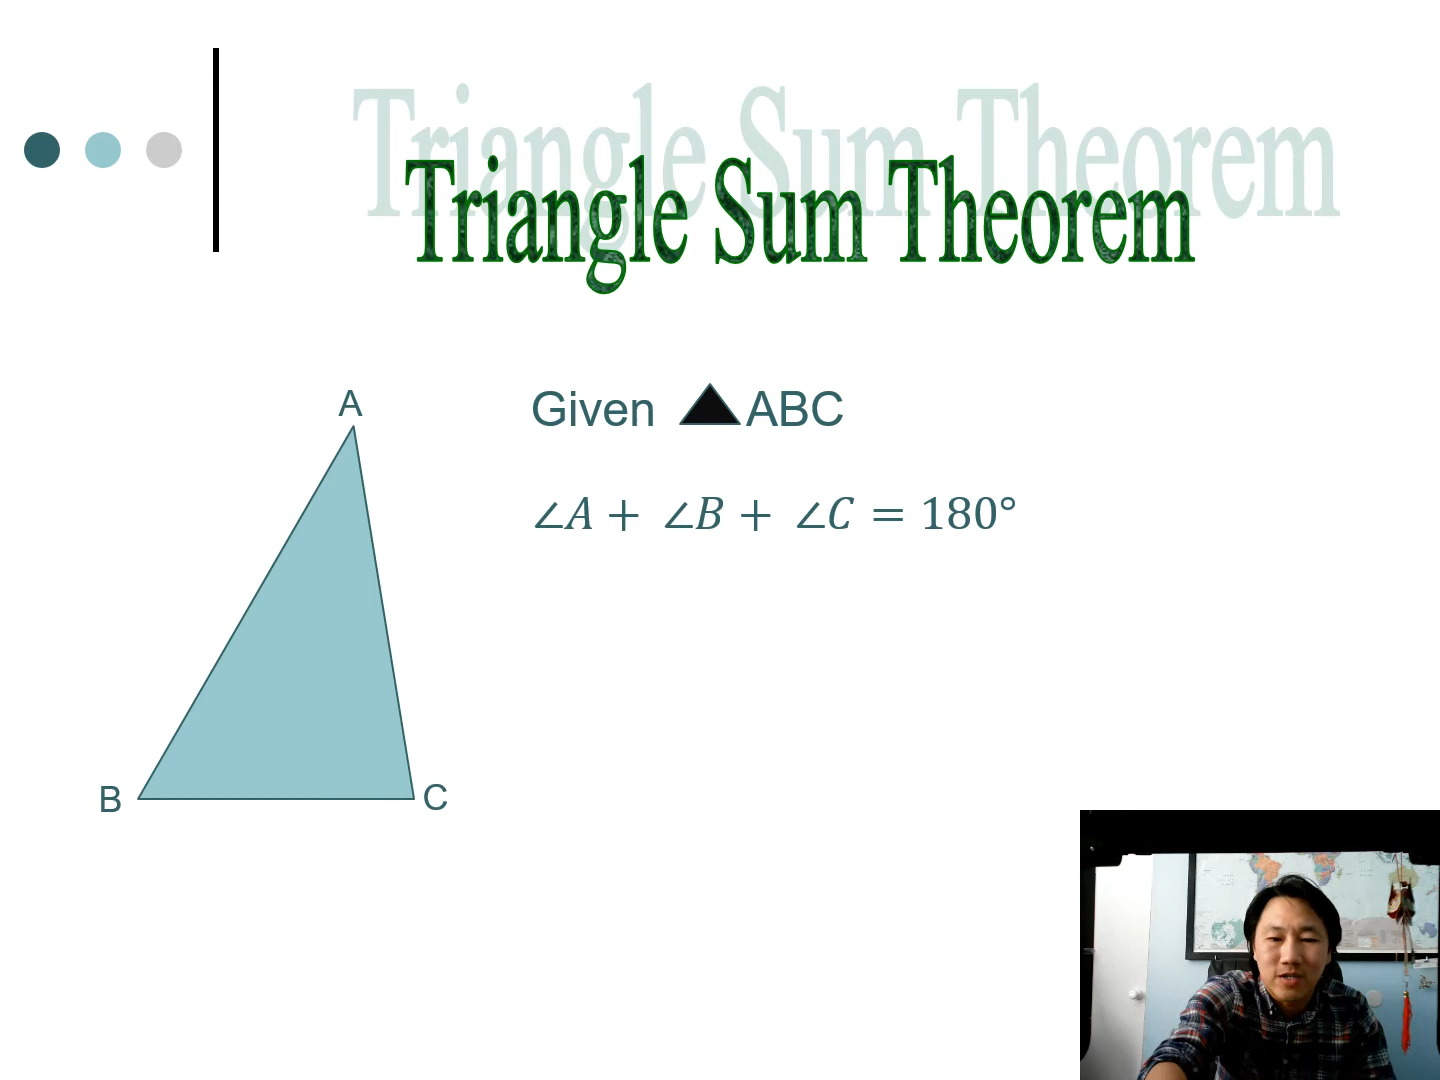 Triangle Sum Theorem
A
Given ABC
∠A + ∠B + ∠C = 180°
B
C